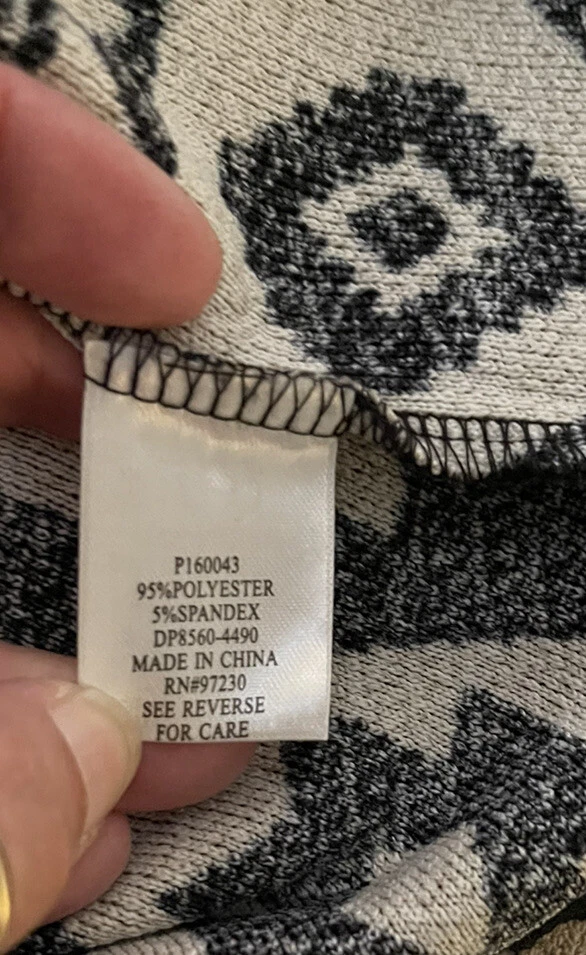 P160043
95%POLYESTER
5%SPANDEX
DP8560-4490
MADE IN CHINA
RN#97230
SEE REVERSE
FOR CARE